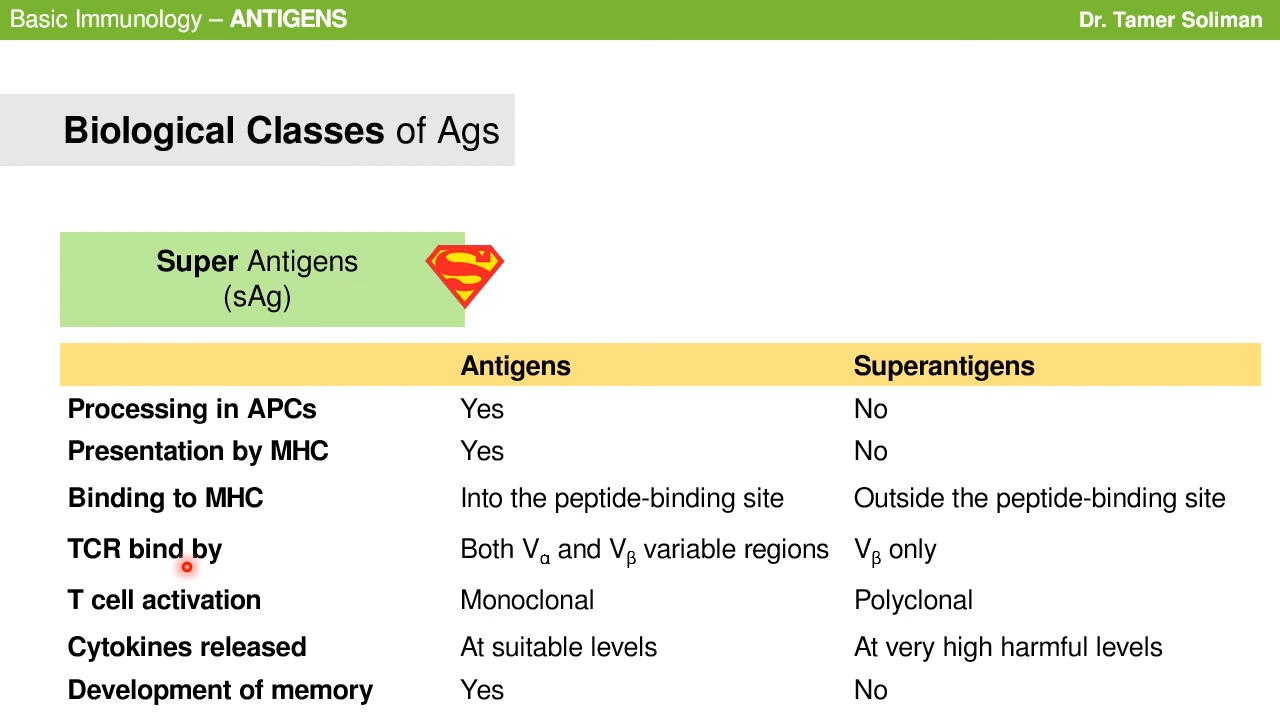 Basic Immunology – ANTIGENS
Dr. Tamer Soliman
Biological Classes of Ags
Super Antigens
(sAg)
S
Antigens Superantigens
Processing in APCs Yes No
Presentation by MHC Yes No
Binding to MHC Into the peptide-binding site Outside the peptide-binding site
TCR bind by Both Vα and Vβ variable regions Vβ only
T cell activation Monoclonal Polyclonal
Cytokines released At suitable levels At very high harmful levels
Development of memory Yes No